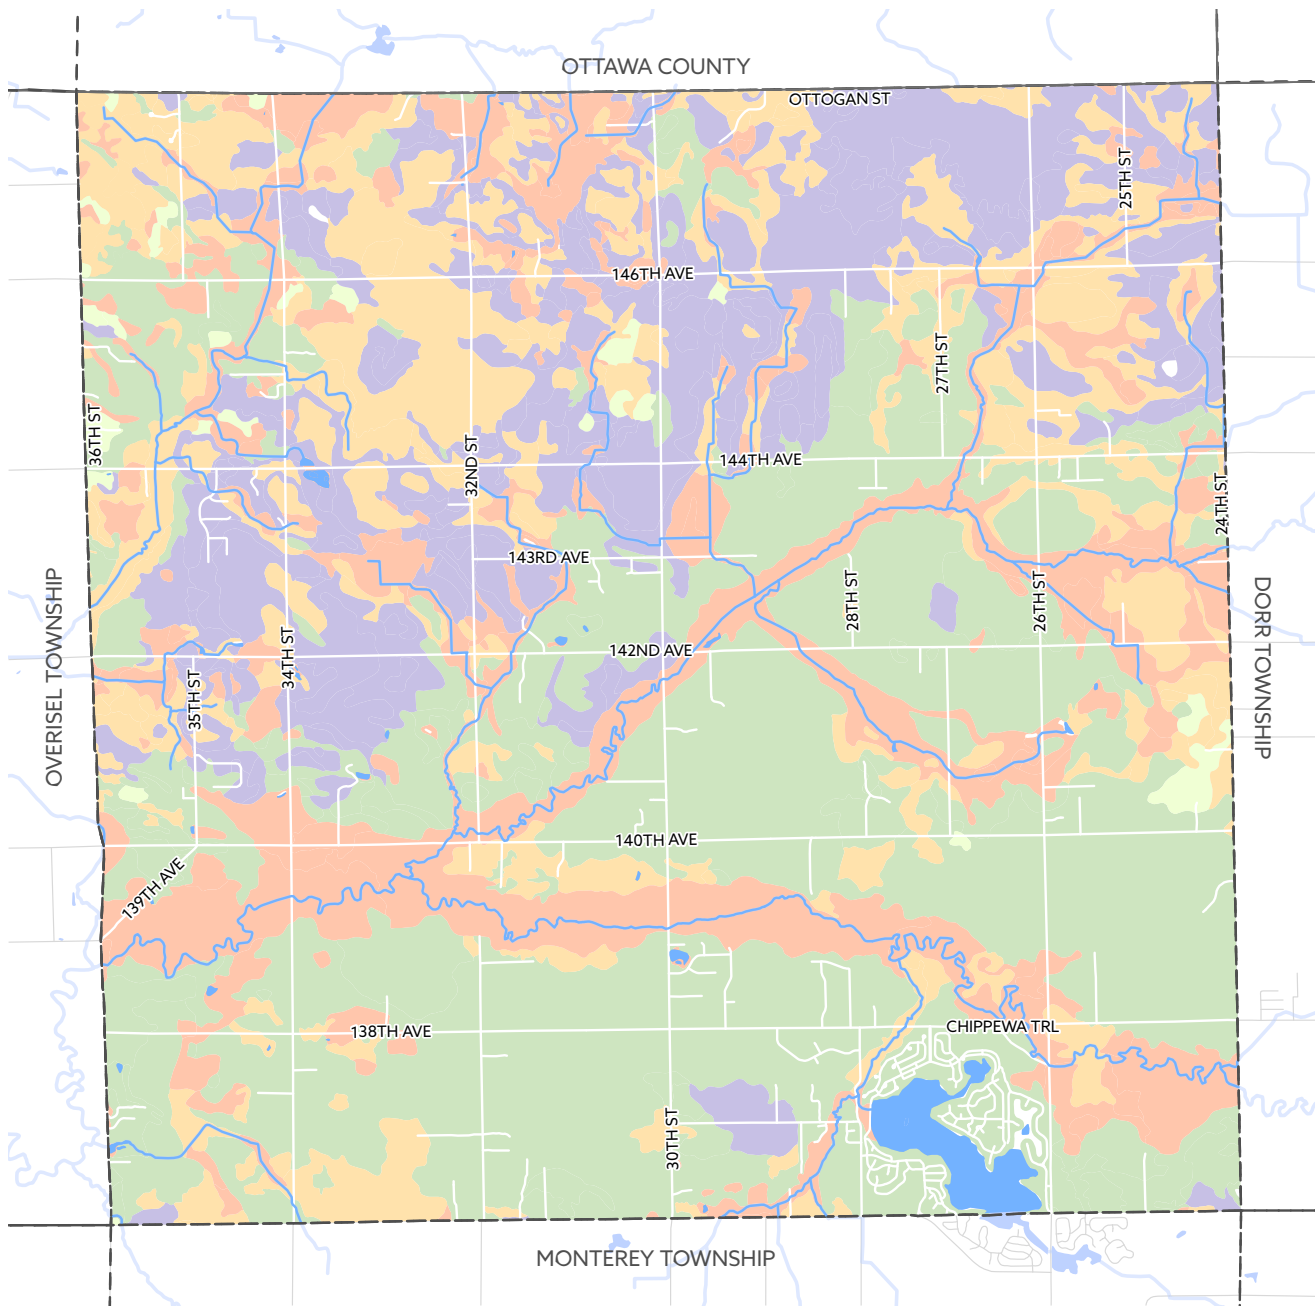 OTTAWA COUNTY
OTTOGAN ST
25TH ST
146TH AVE
27TH ST
36TH ST
32ND ST
144TH AVE
24TH ST
143RD AVE
OVERISEL TOWNSHIP
28TH ST
26TH ST
DORR TOWNSHIP
34TH ST
142ND AVE
35TH ST
140TH AVE
139TH AVE
138TH AVE
CHIPPEWA TRL
30TH ST
MONTEREY TOWNSHIP